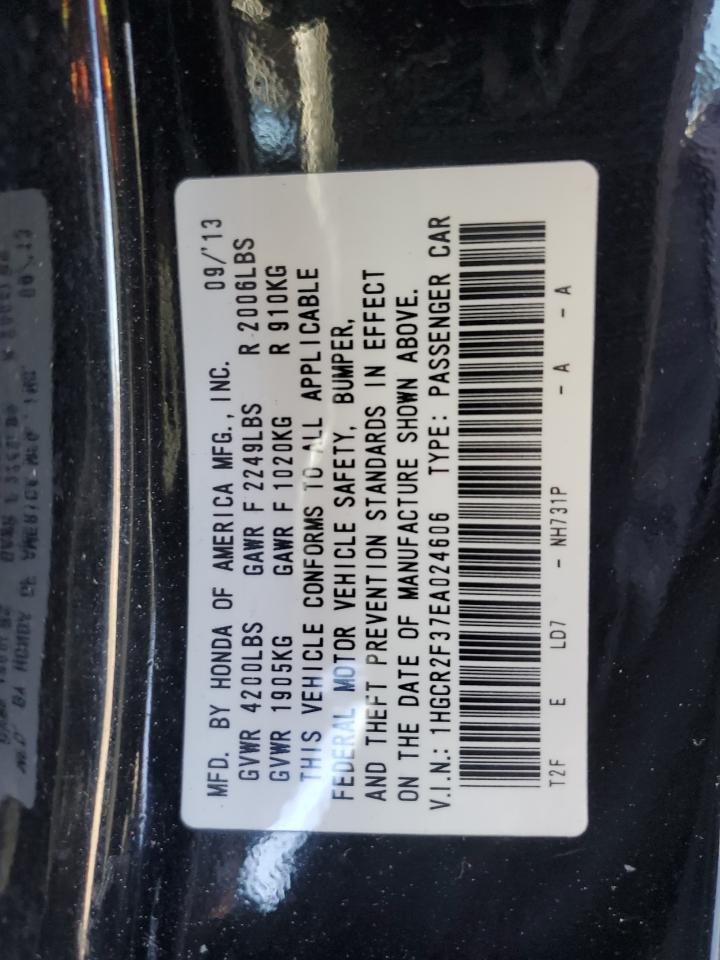 MFD. BY HONDA OF AMERICA MFG., INC. 09/'13
GVWR 4200LBS GAWR F 2249LBS R 2006LBS
GVWR 1905KG GAWR F 1020KG R 910KG
THIS VEHICLE CONFORMS TO ALL APPLICABLE
FEDERAL MOTOR VEHICLE SAFETY, BUMPER,
AND THEFT PREVENTION STANDARDS IN EFFECT
ON THE DATE OF MANUFACTURE SHOWN ABOVE.
V.I.N.: 1HGCR2F37EA024606 TYPE: PASSENGER CAR
T2F E LD7 - NH731P - A - A